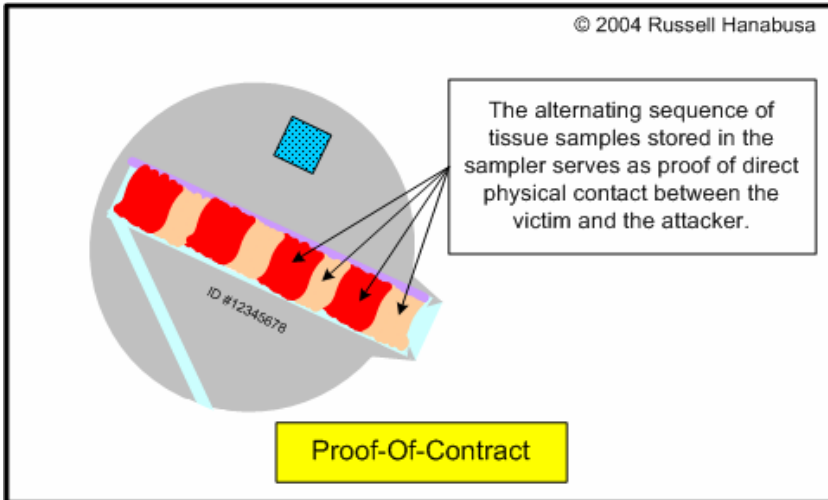 © 2004 Russell Hanabusa
The alternating sequence of
tissue samples stored in the
sampler serves as proof of direct
physical contact between the
victim and the attacker.
ID #12345678
Proof-Of-Contract